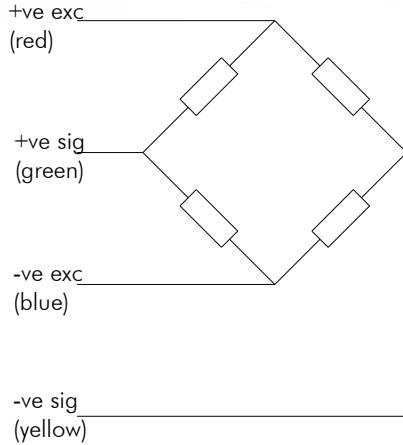 +ve exc
(red)
+ve sig
(green)
-ve exc
(blue)
-ve sig
(yellow)